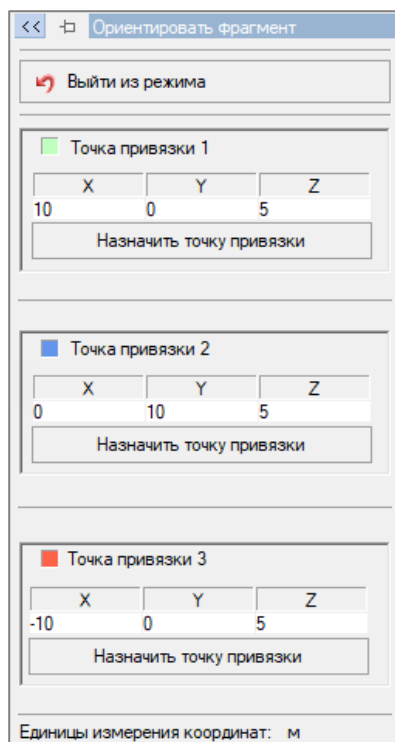 << Ориентировать фрагмент
Выйти из режима
Точка привязки 1
X Y Z
10 0 5
Назначить точку привязки
Точка привязки 2
X Y Z
0 10 5
Назначить точку привязки
Точка привязки 3
X Y Z
-10 0 5
Назначить точку привязки
Единицы измерения координат: м